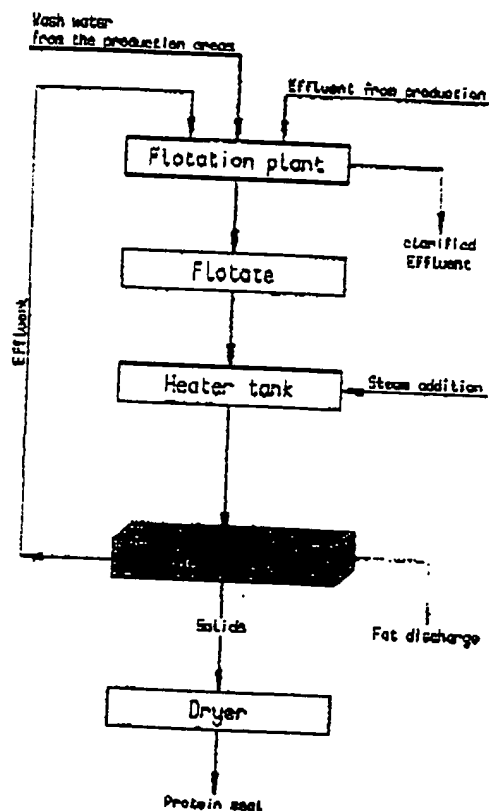 Wash water
from the production areas
Effluent from production
Flotation plant
clarified
Effluent
Flotate
Effluent
Heater tank
Steam addition
Solids
Fat discharge
Dryer
Protein